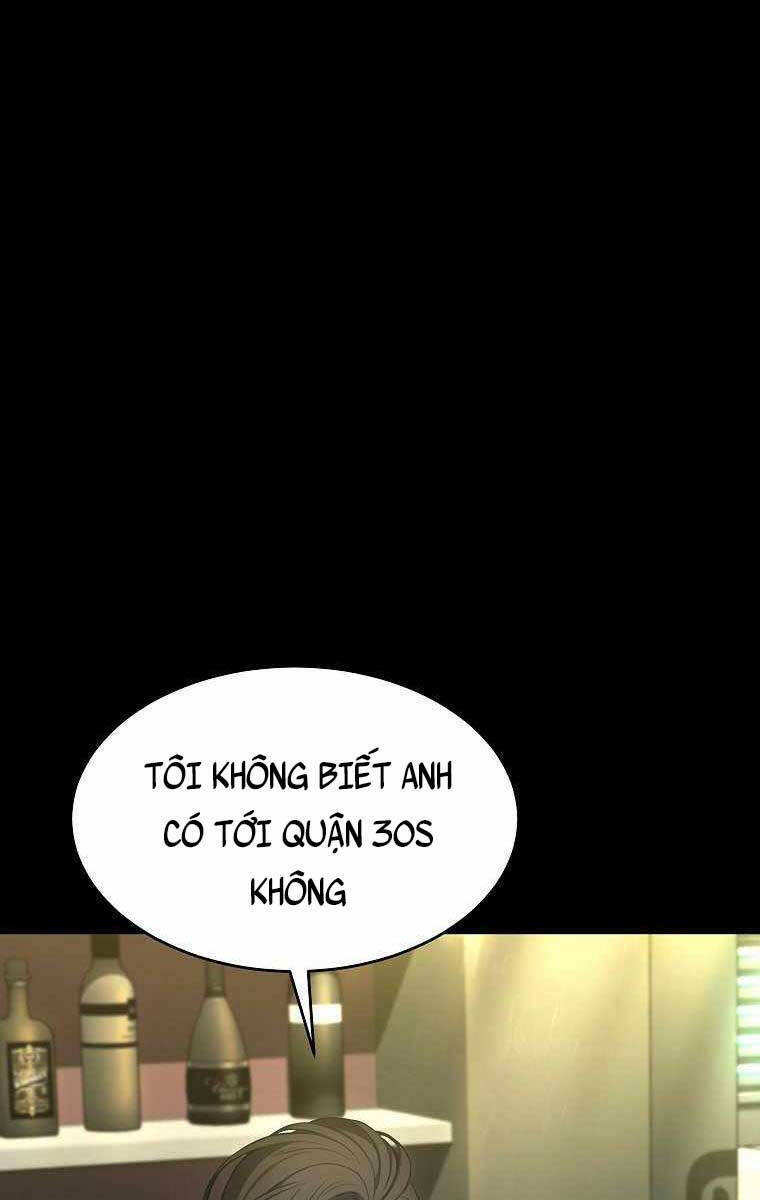 TÔI KHÔNG BIẾT ANH
CÓ TỚI QUẬN 30S
KHÔNG